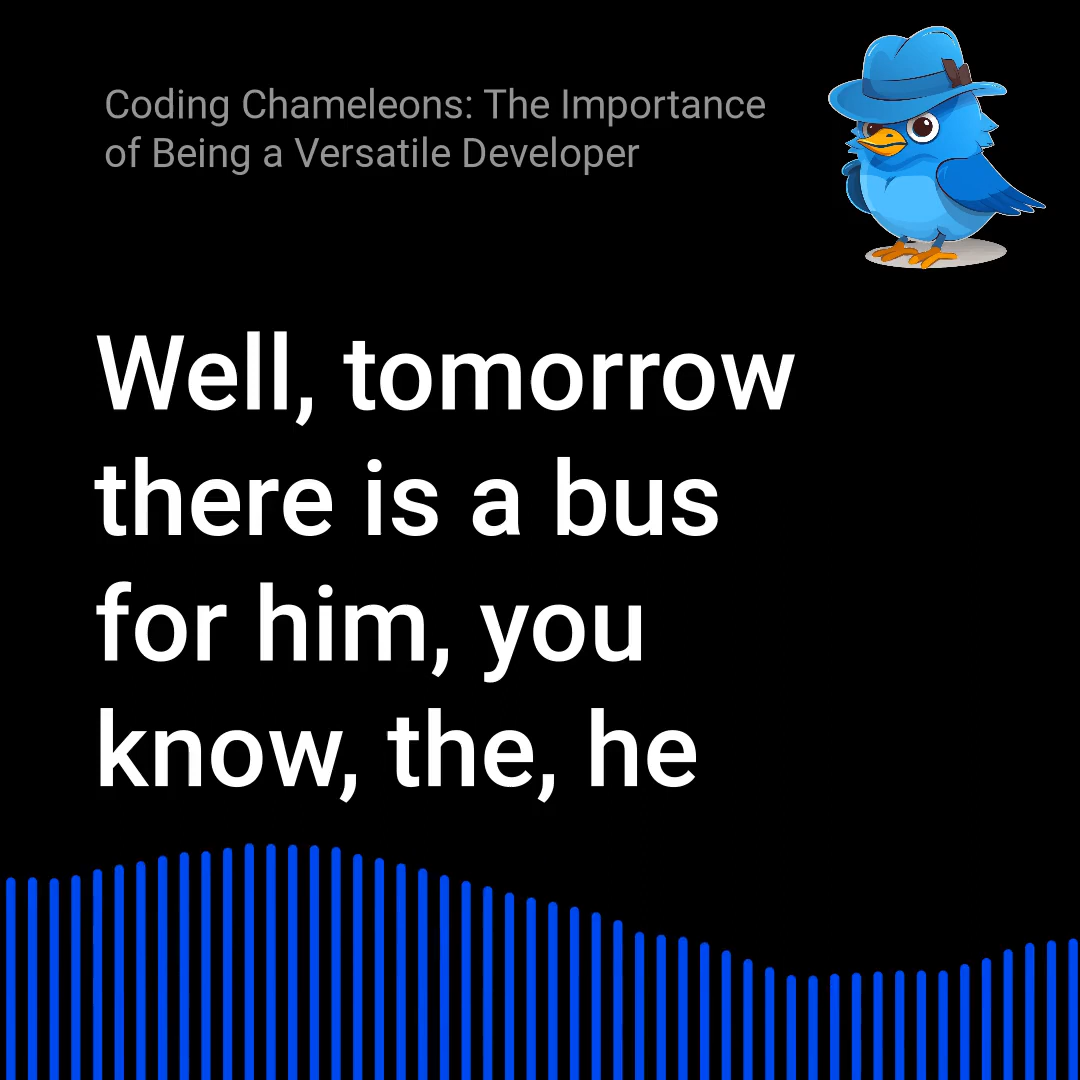 Coding Chameleons: The Importance
of Being a Versatile Developer
Well, tomorrow
there is a bus
for him, you
know, the, he